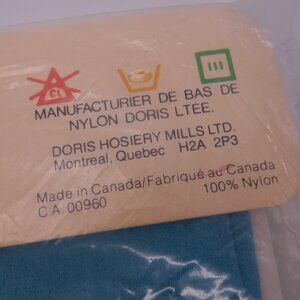 CL
MANUFACTURIER DE BAS DE
NYLON DORIS LTÉE.
DORIS HOSIERY MILLS LTD.
Montreal, Quebec H2A 2P3
Made in Canada/Fabriqué au Canada
C.A. 00960 100% Nylon